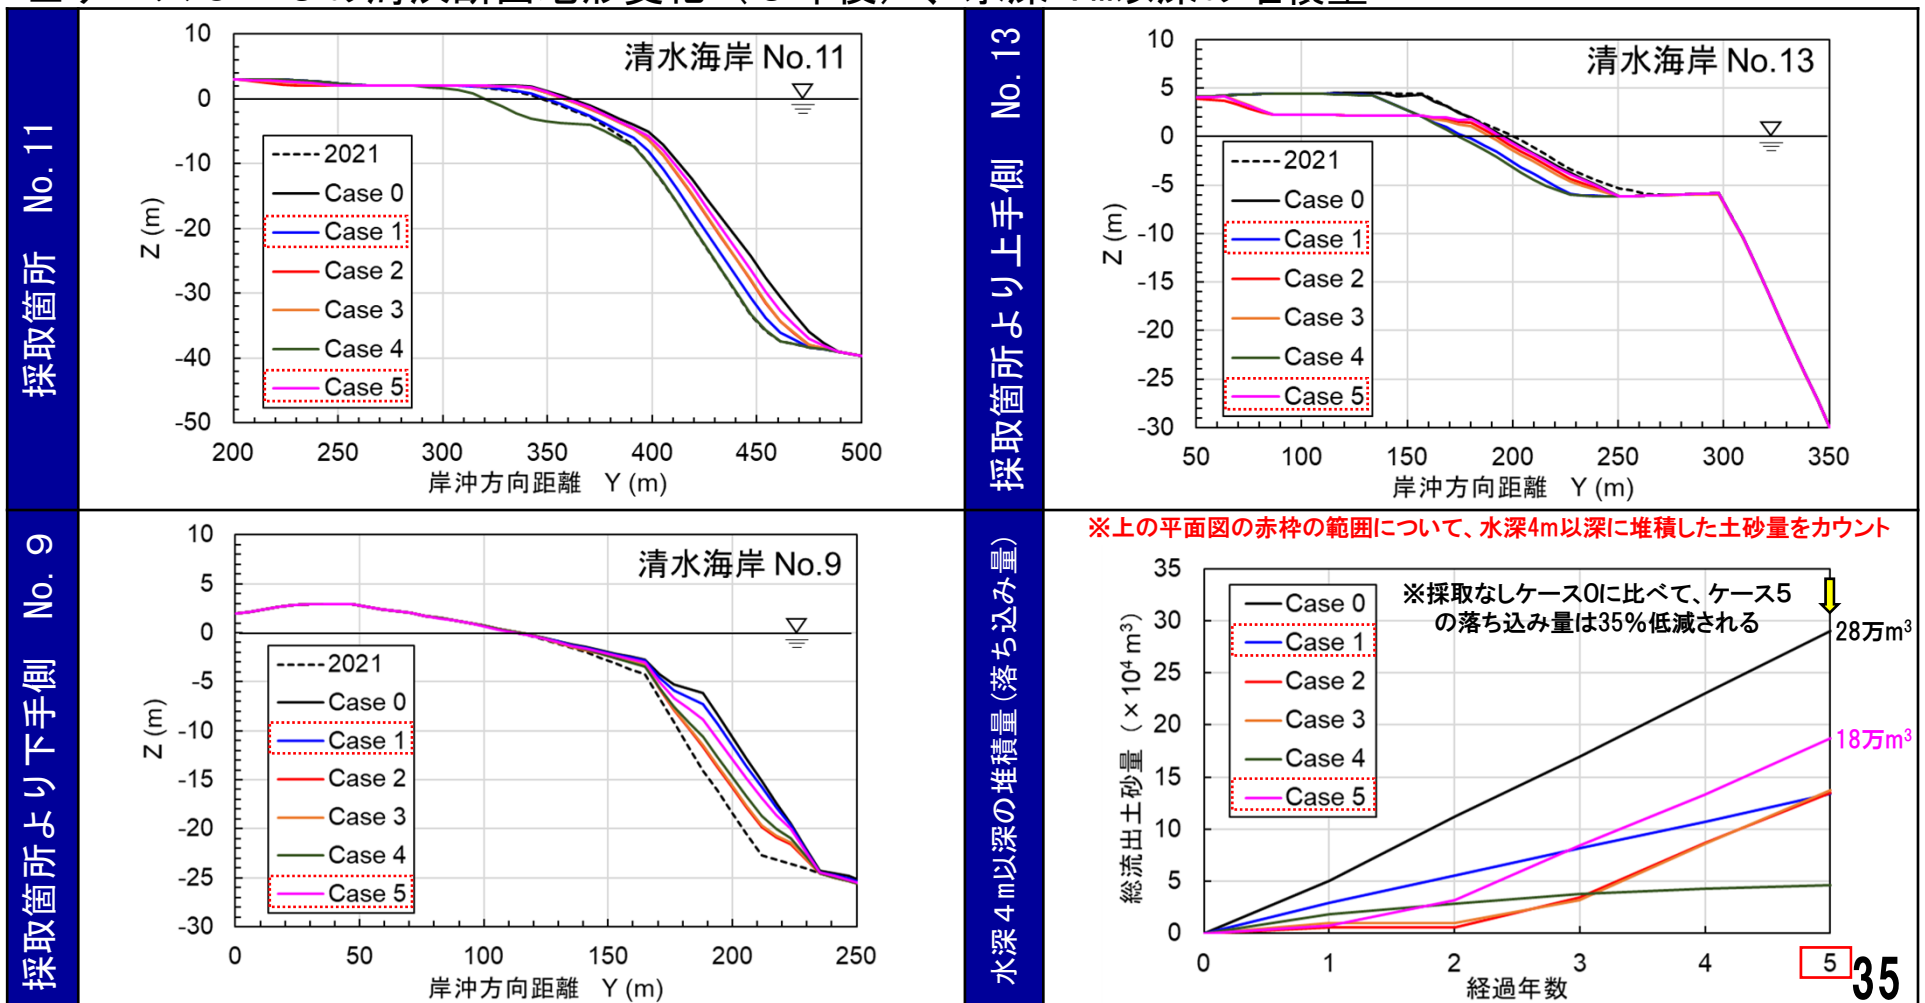 採取箇所 No. 11
清水海岸 No.11
10
0
-10
-20
-30
-40
-50
Z (m)
2021
Case 0
Case 1
Case 2
Case 3
Case 4
Case 5
200 250 300 350 400 450 500
岸沖方向距離 Y (m)
採取箇所より上手側 No. 13
清水海岸 No.13
10
5
0
-5
-10
-15
-20
-25
-30
Z (m)
2021
Case 0
Case 1
Case 2
Case 3
Case 4
Case 5
50 100 150 200 250 300 350
岸沖方向距離 Y (m)
採取箇所より下手側 No. 9
清水海岸 No.9
10
5
0
-5
-10
-15
-20
-25
-30
Z (m)
2021
Case 0
Case 1
Case 2
Case 3
Case 4
Case 5
0 50 100 150 200 250
岸沖方向距離 Y (m)
水深4m以深の堆積量(落ち込み量)
※上の平面図の赤枠の範囲について、水深4m以深に堆積した土砂量をカウント
35
30
25
20
15
10
5
0
総流出土砂量 (×10⁴ m³)
Case 0
Case 1
Case 2
Case 3
Case 4
Case 5
※採取なしケース0に比べて、ケース5
の落ち込み量は35%低減される
28万m³
18万m³
0 1 2 3 4 5
経過年数
35